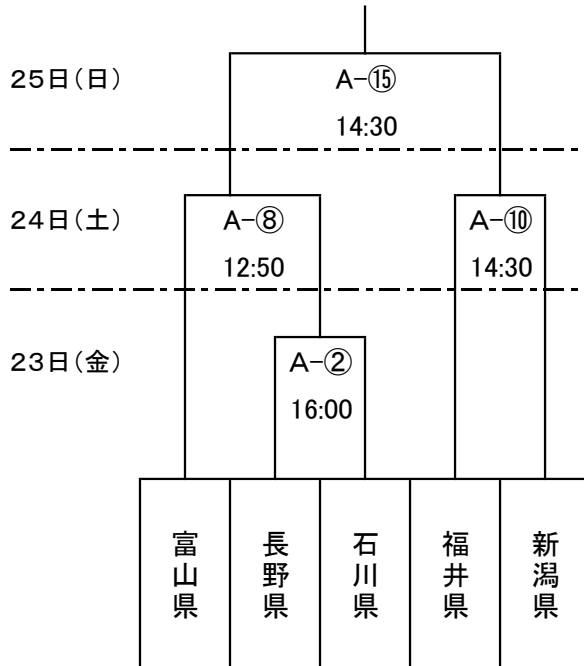 25日(日)
A-⑮
14:30
24日(土)
A-⑧
12:50
A-⑩
14:30
23日(金)
A-②
16:00
富山県
長野県
石川県
福井県
新潟県